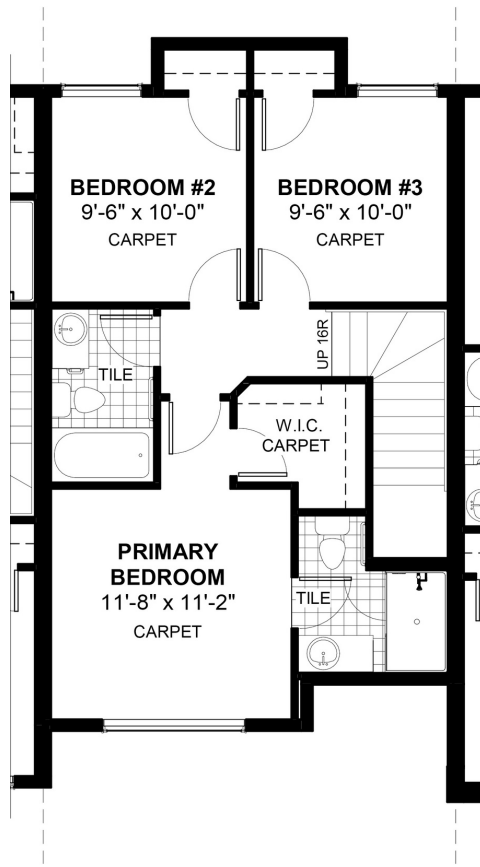 BEDROOM #2
9'-6" x 10'-0"
CARPET
BEDROOM #3
9'-6" x 10'-0"
CARPET
UP 16R
TILE
W.I.C.
CARPET
PRIMARY
BEDROOM
11'-8" x 11'-2"
CARPET
TILE